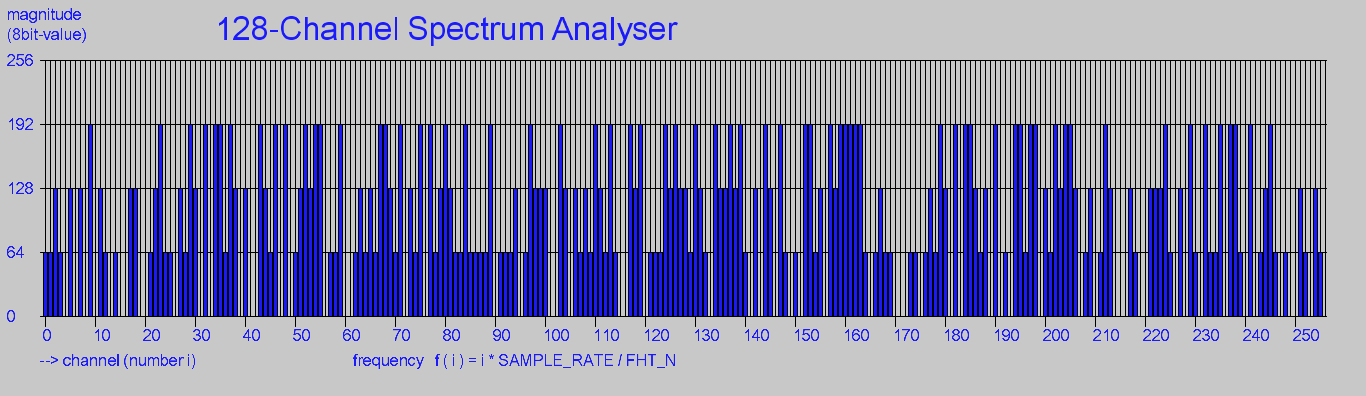 magnitude
(8bit-value)
128-Channel Spectrum Analyser
256
192
128
64
0
0 10 20 30 40 50 60 70 80 90 100 110 120 130 140 150 160 170 180 190 200 210 220 230 240 250
--> channel (number i) frequency f ( i ) = i * SAMPLE_RATE / FHT_N